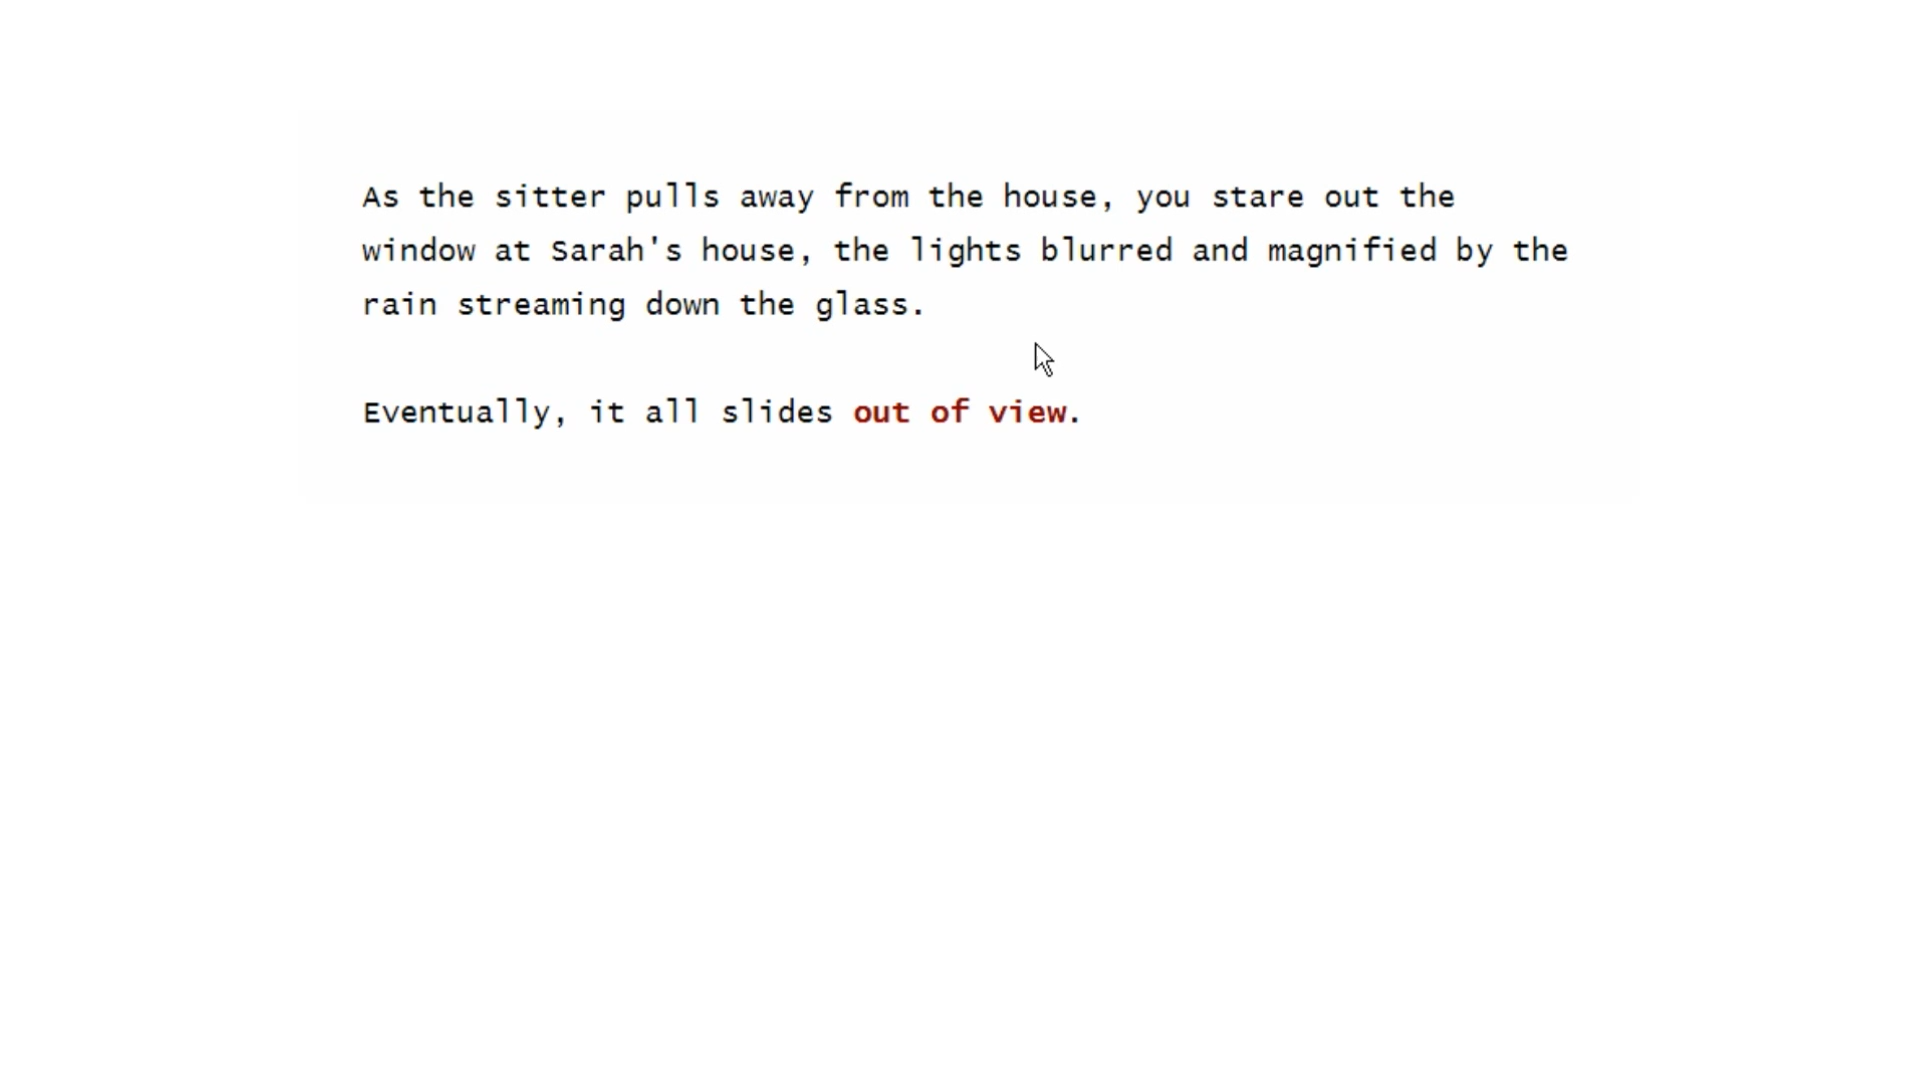 As the sitter pulls away from the house, you stare out the
window at Sarah's house, the lights blurred and magnified by the
rain streaming down the glass.
Eventually, it all slides out of view.